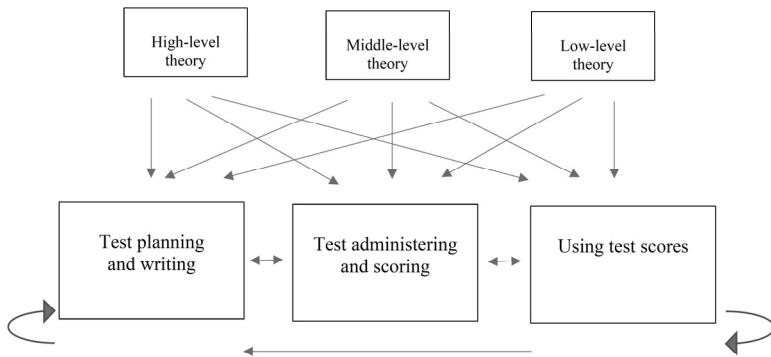 High-level
theory
Middle-level
theory
Low-level
theory
Test planning
and writing
Test administering
and scoring
Using test scores